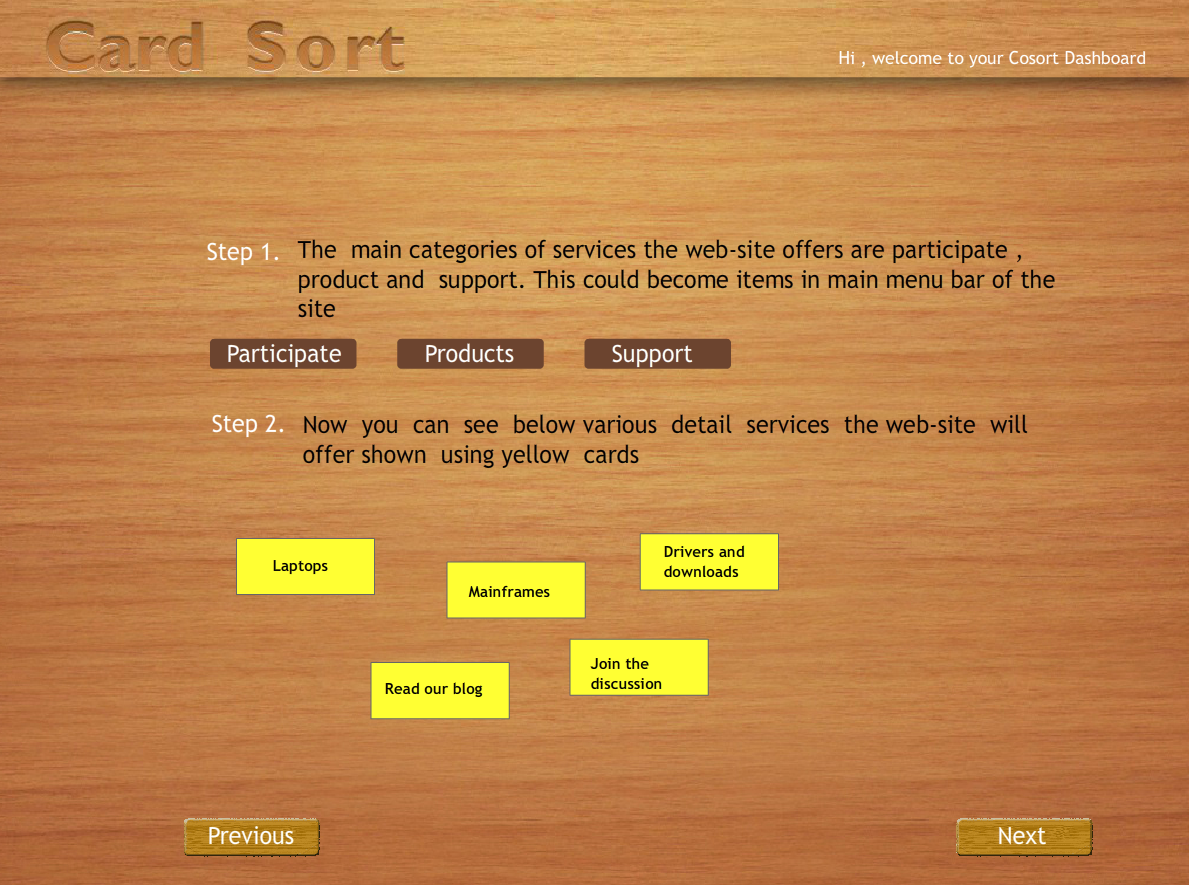 Card Sort
Hi , welcome to your Cosort Dashboard
Step 1.
The main categories of services the web-site offers are participate ,
product and support. This could become items in main menu bar of the
site
Participate
Products
Support
Step 2.
Now you can see below various detail services the web-site will
offer shown using yellow cards
Laptops
Mainframes
Drivers and
downloads
Read our blog
Join the
discussion
Previous
Next